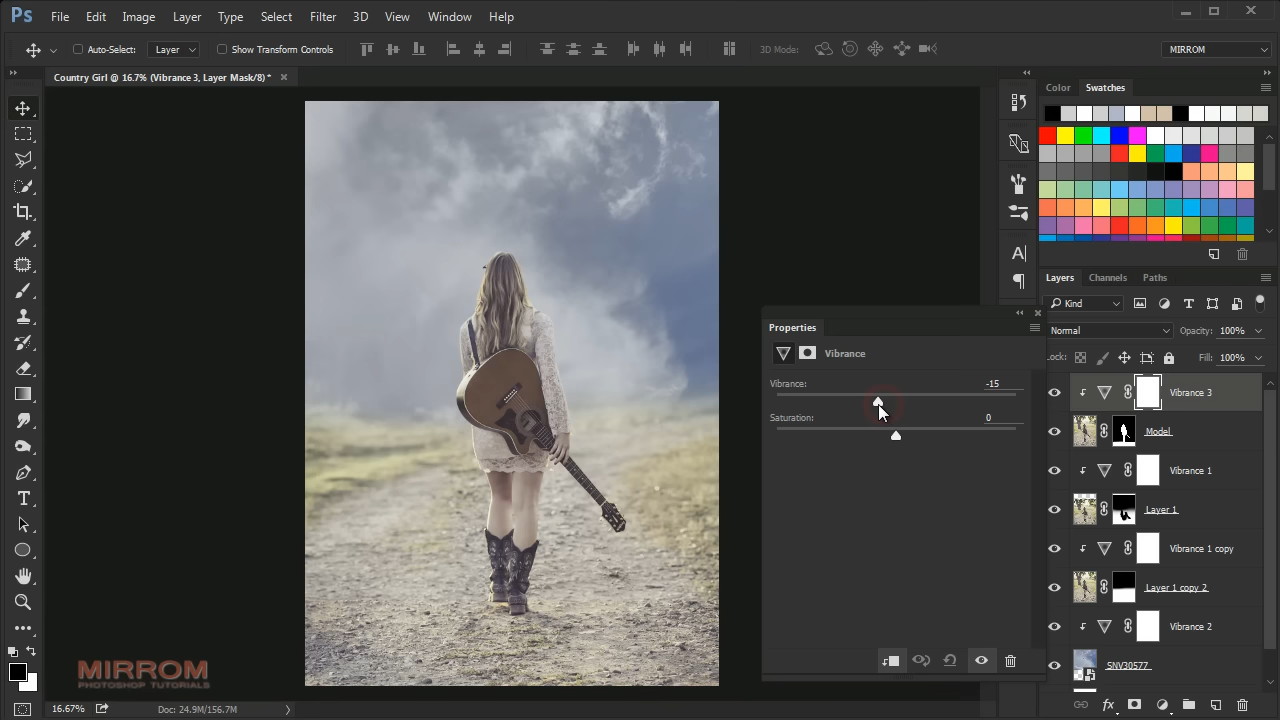 Ps File Edit Image Layer Type Select Filter 3D View Window Help
Auto-Select: Layer Show Transform Controls 3D Mode: MIRROM
Country Girl @ 16.7% (Vibrance 3, Layer Mask/8) *
Color Swatches
Layers Channels Paths
Kind
Normal Opacity: 100%
Lock: Fill: 100%
Vibrance 3
Model
Vibrance 1
Layer 1
Vibrance 1 copy
Layer 1 copy 2
Vibrance 2
SNV30577
Properties
Vibrance
Vibrance: -15
Saturation: 0
MIRROM
PHOTOSHOP TUTORIALS
16.67% Doc: 24.9M/156.7M